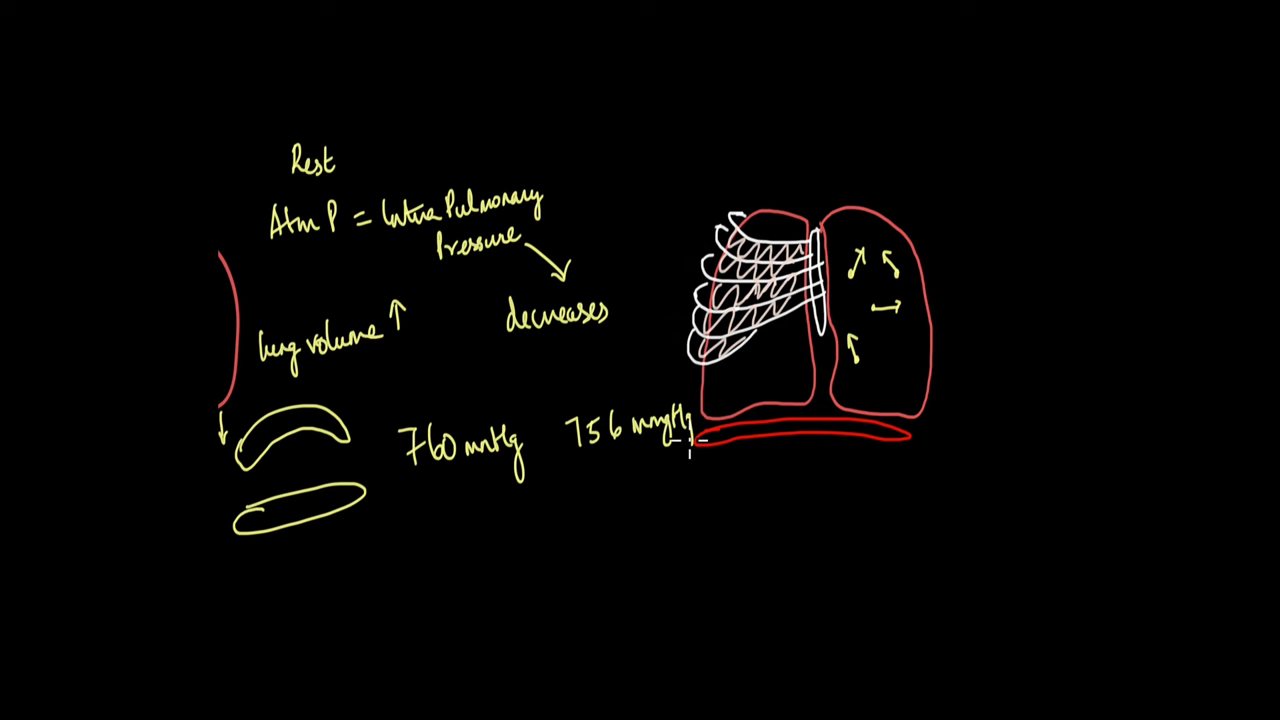 Rest
Atm P = Intra Pulmonary
Pressure
decreases
lung volume ↑
760 mmHg 756 mmHg